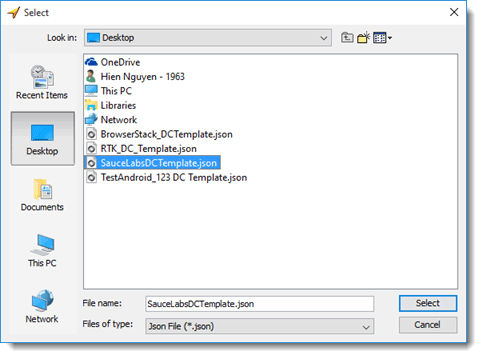 Select
Look in: Desktop
OneDrive
Hien Nguyen - 1963
This PC
Libraries
Network
BrowserStack_DCTemplate.json
RTK_DC_Template.json
SauceLabsDCTemplate.json
TestAndroid_123 DC Template.json
Recent Items
Desktop
Documents
This PC
Network
File name: SauceLabsDCTemplate.json Select
Files of type: Json File (*.json) Cancel